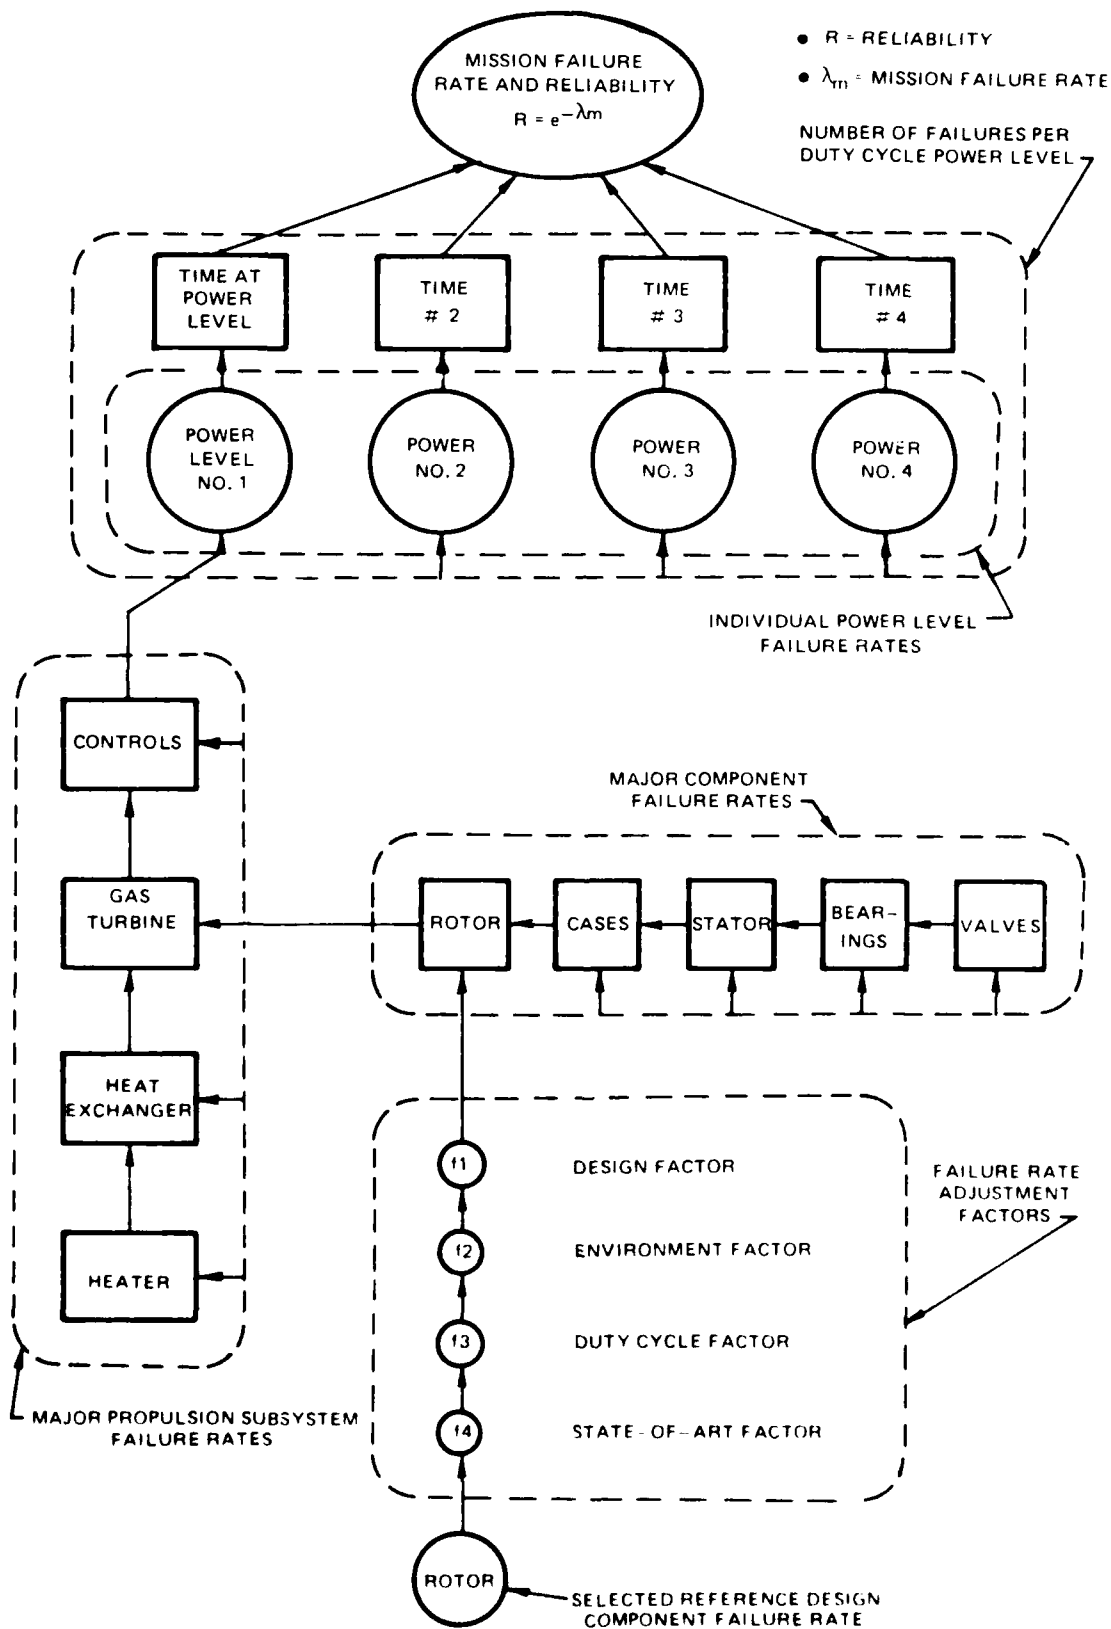 MISSION FAILURE
RATE AND RELIABILITY
R = e^{-λm}
• R = RELIABILITY
• λm = MISSION FAILURE RATE
NUMBER OF FAILURES PER
DUTY CYCLE POWER LEVEL
TIME AT
POWER
LEVEL
TIME
# 2
TIME
# 3
TIME
# 4
POWER
LEVEL
NO. 1
POWER
NO. 2
POWER
NO. 3
POWER
NO. 4
INDIVIDUAL POWER LEVEL
FAILURE RATES
CONTROLS
GAS
TURBINE
HEAT
EXCHANGER
HEATER
MAJOR PROPULSION SUBSYSTEM
FAILURE RATES
MAJOR COMPONENT
FAILURE RATES
ROTOR
CASES
STATOR
BEAR-
INGS
VALVES
f1
DESIGN FACTOR
f2
ENVIRONMENT FACTOR
f3
DUTY CYCLE FACTOR
f4
STATE-OF-ART FACTOR
FAILURE RATE
ADJUSTMENT
FACTORS
ROTOR
SELECTED REFERENCE DESIGN
COMPONENT FAILURE RATE